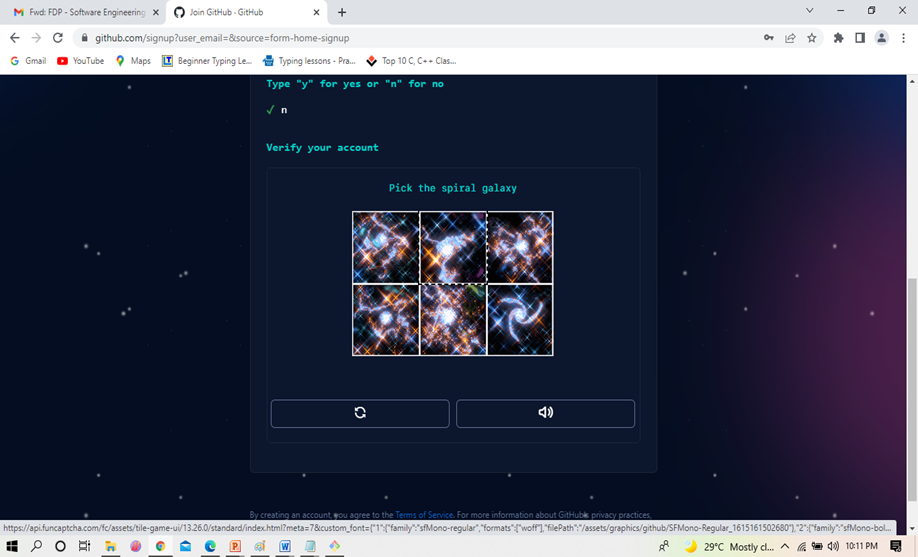 Fwd: FDP - Software Engineering
Join GitHub · GitHub
github.com/signup?user_email=&source=form-home-signup
Gmail
YouTube
Maps
Beginner Typing Le...
Typing lessons - Pra...
Top 10 C, C++ Clas...
Type "y" for yes or "n" for no
✓ n
Verify your account
Pick the spiral galaxy
By creating an account, you agree to the Terms of Service. For more information about GitHub's privacy practices,
https://api.funcaptcha.com/fc/assets/tile-game-ui/13.26.0/standard/index.html?meta=7&custom_font={"1":{"family":"sfMono-regular","formats":["woff"],"filePath":"/assets/graphics/github/SFMono-Regular_1615161502680"},"2":{"family":"sfMono-bol...
29°C Mostly cl...
10:11 PM